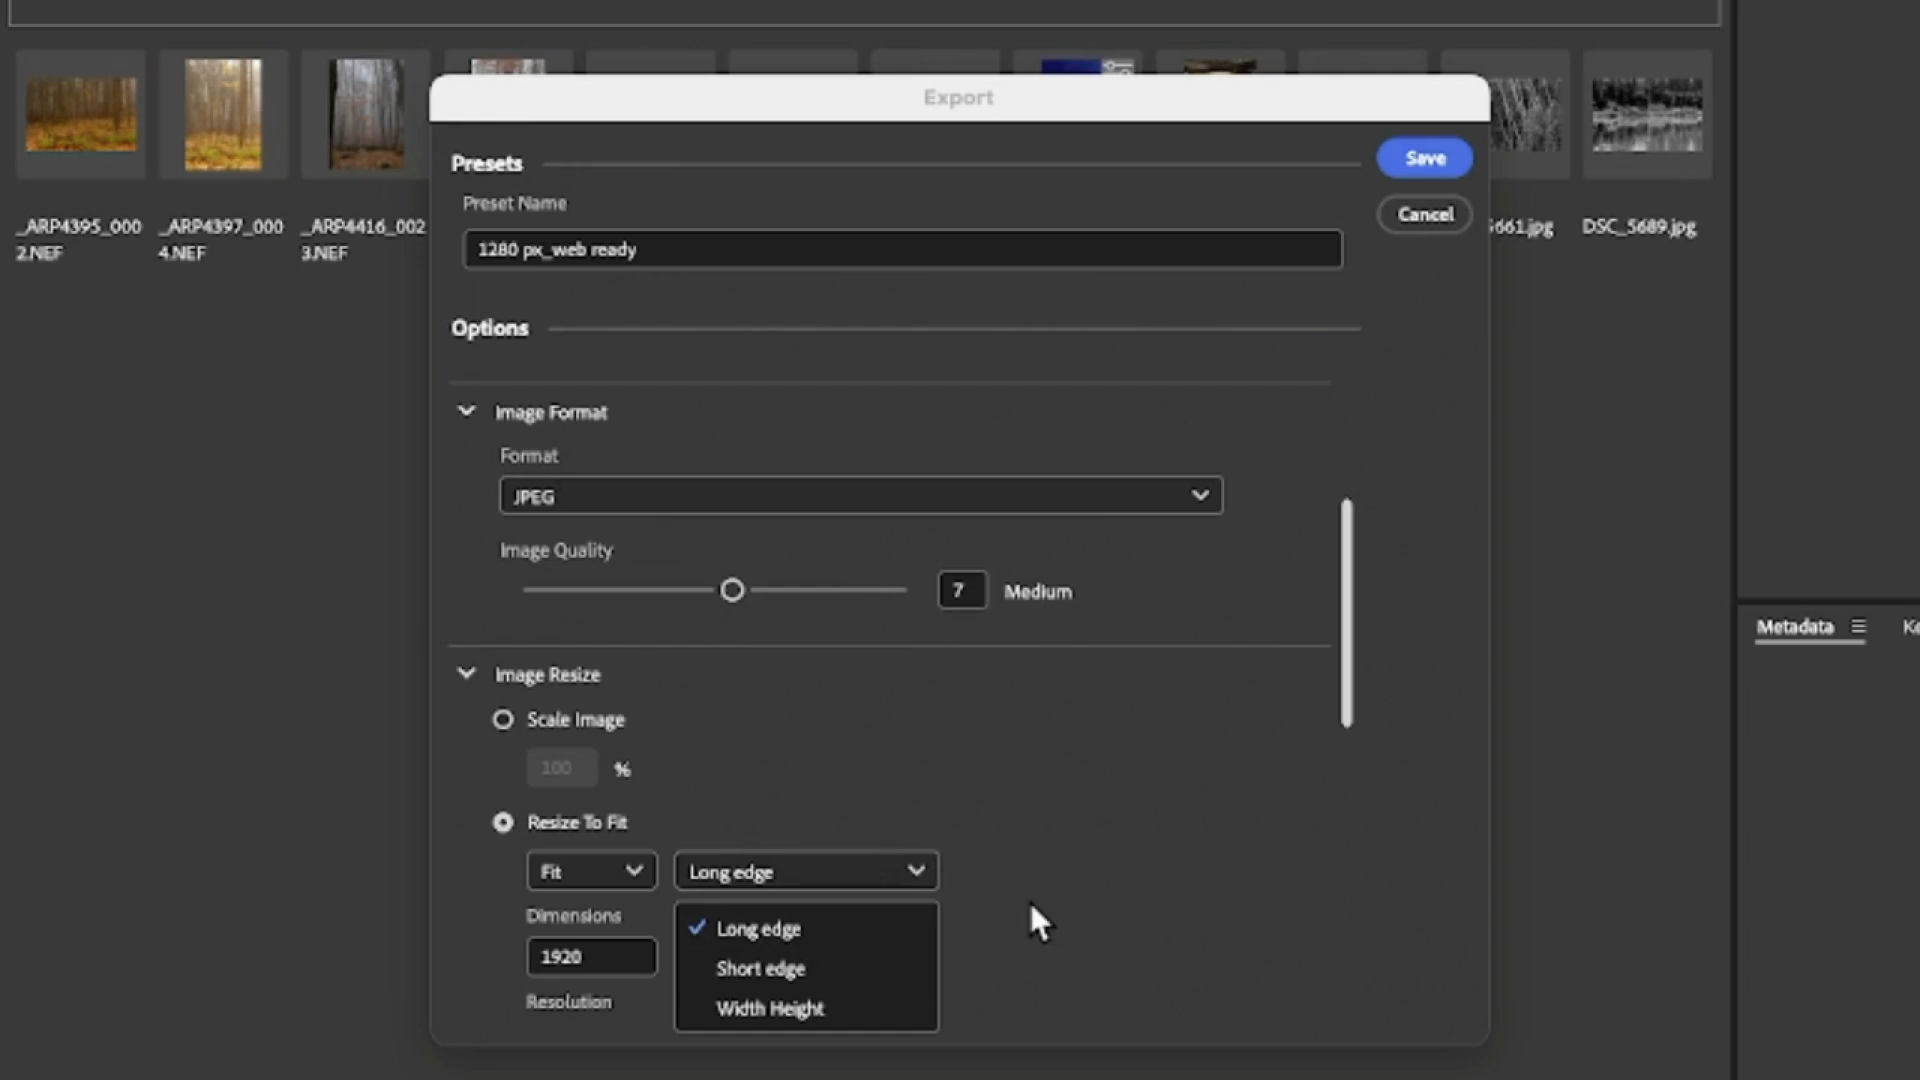 Export
Presets
Save
Preset Name
Cancel
1280 px_web ready
_ARP4395_000
2.NEF
_ARP4397_000
4.NEF
_ARP4416_002
3.NEF
5661.jpg
DSC_5689.jpg
Options
Image Format
Format
JPEG
Image Quality
7 Medium
Metadata
Ke
Image Resize
Scale Image
100 %
Resize To Fit
Fit
Long edge
Dimensions
1920
Resolution
Long edge
Short edge
Width Height